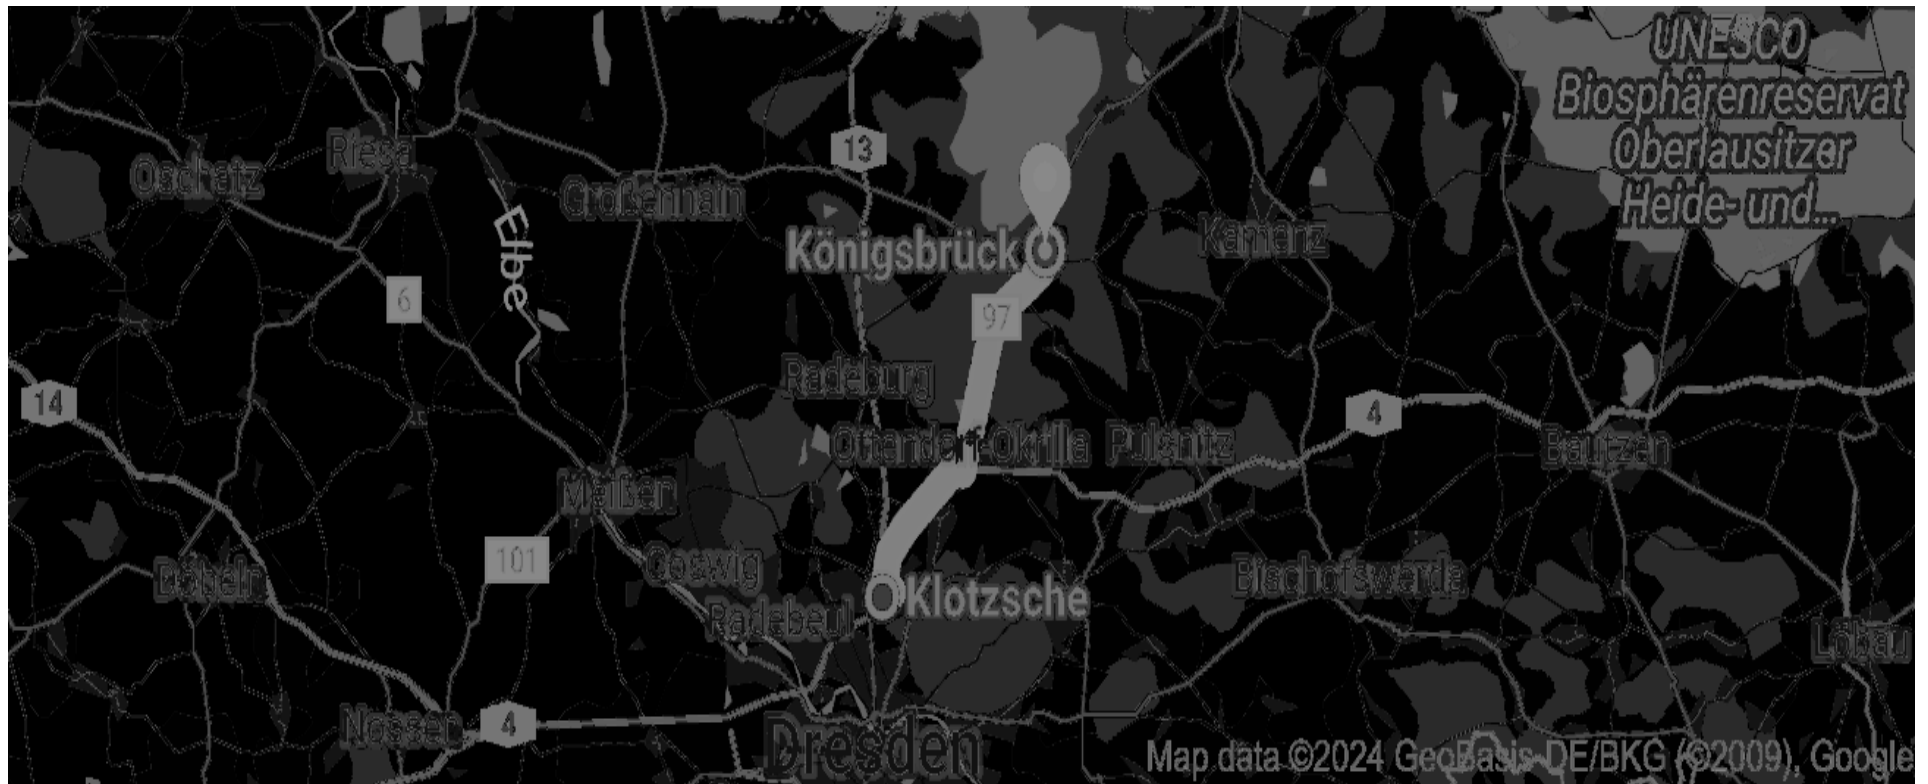 UNESCO
Biosphärenreservat
Oberlausitzer
Heide- und...
13
Riesa
Oschatz
Großenhain
Kamenz
Königsbrück
Elbe
6
97
Radeburg
14
4
Ottendorf-Okrilla
Pulsnitz
Bautzen
Meißen
101
Coswig
Döbeln
Bischofswerda
Klotzsche
Radebeul
Löbau
Nossen
4
Dresden
Map data ©2024 GeoBasis-DE/BKG (©2009), Google